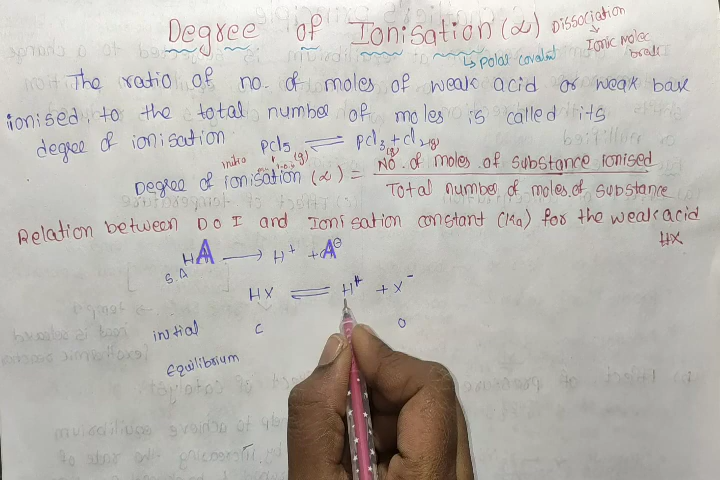 Degree of Ionisation (α) Dissociation
↳ Polar covalent
↓ Ionic molec break
The ratio of no. of moles of weak acid or weak base
ionised to the total number of moles is called its
degree of ionisation PCl5 ⇌ PCl3 + Cl2(g)
(g) (g)
Degree of ionisation (α) = No. of moles of substance ionised / Total number of moles of substance
Relation between D o I and Ionisation constant (Ka) for the weak acid
HX
HA → H+ + A⊖
S.A
HX ⇌ H+ + X-
initial C 0
Equilibrium